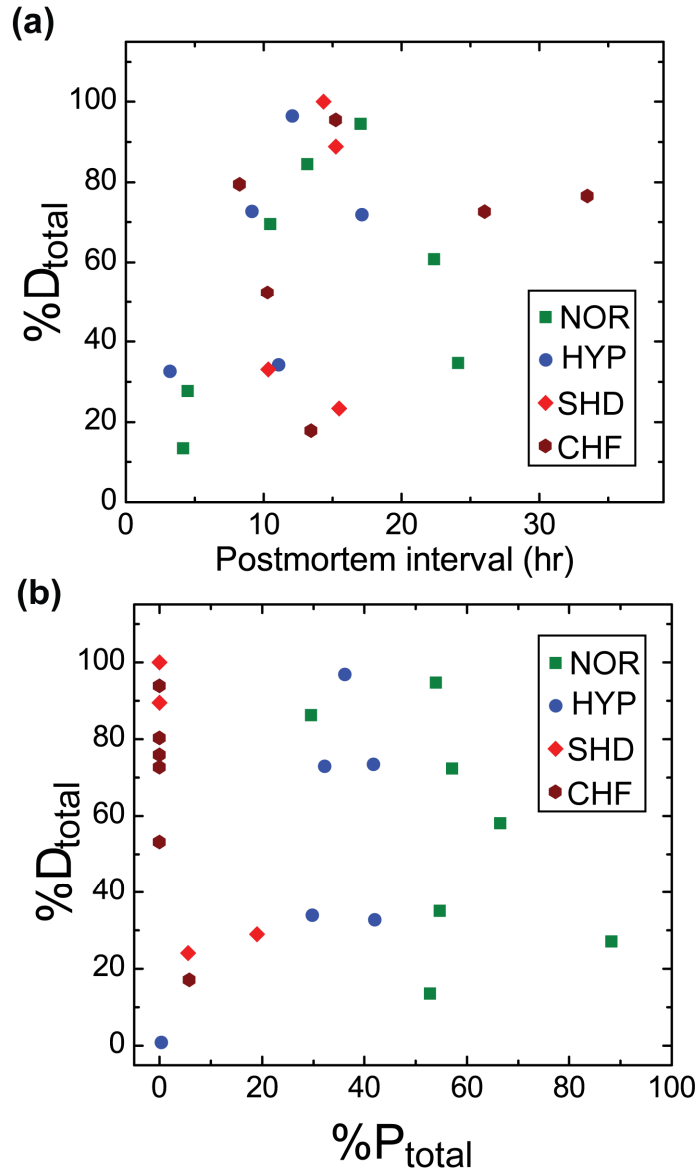 (a)
%Dtotal
100
80
60
40
20
0
NOR
HYP
SHD
CHF
0 10 20 30
Postmortem interval (hr)
(b)
%Dtotal
100
80
60
40
20
0
NOR
HYP
SHD
CHF
0 20 40 60 80 100
%Ptotal